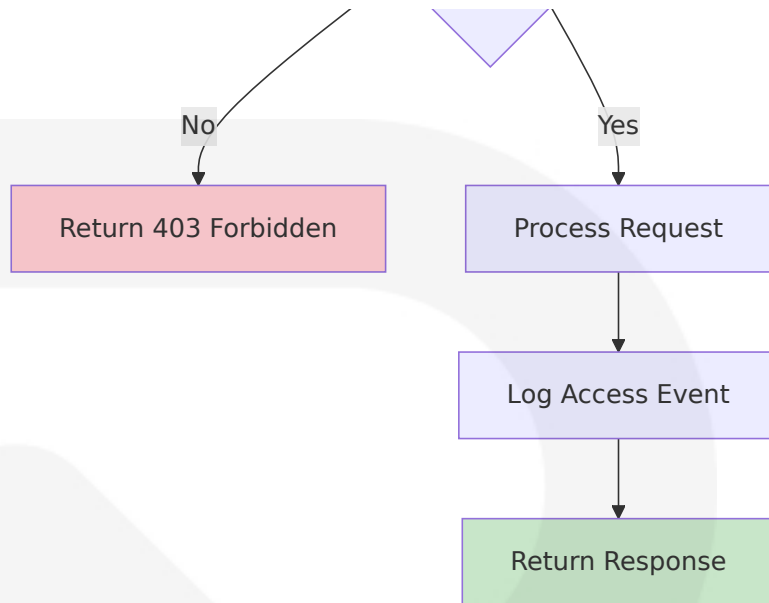 No
Yes
Return 403 Forbidden
Process Request
Log Access Event
Return Response